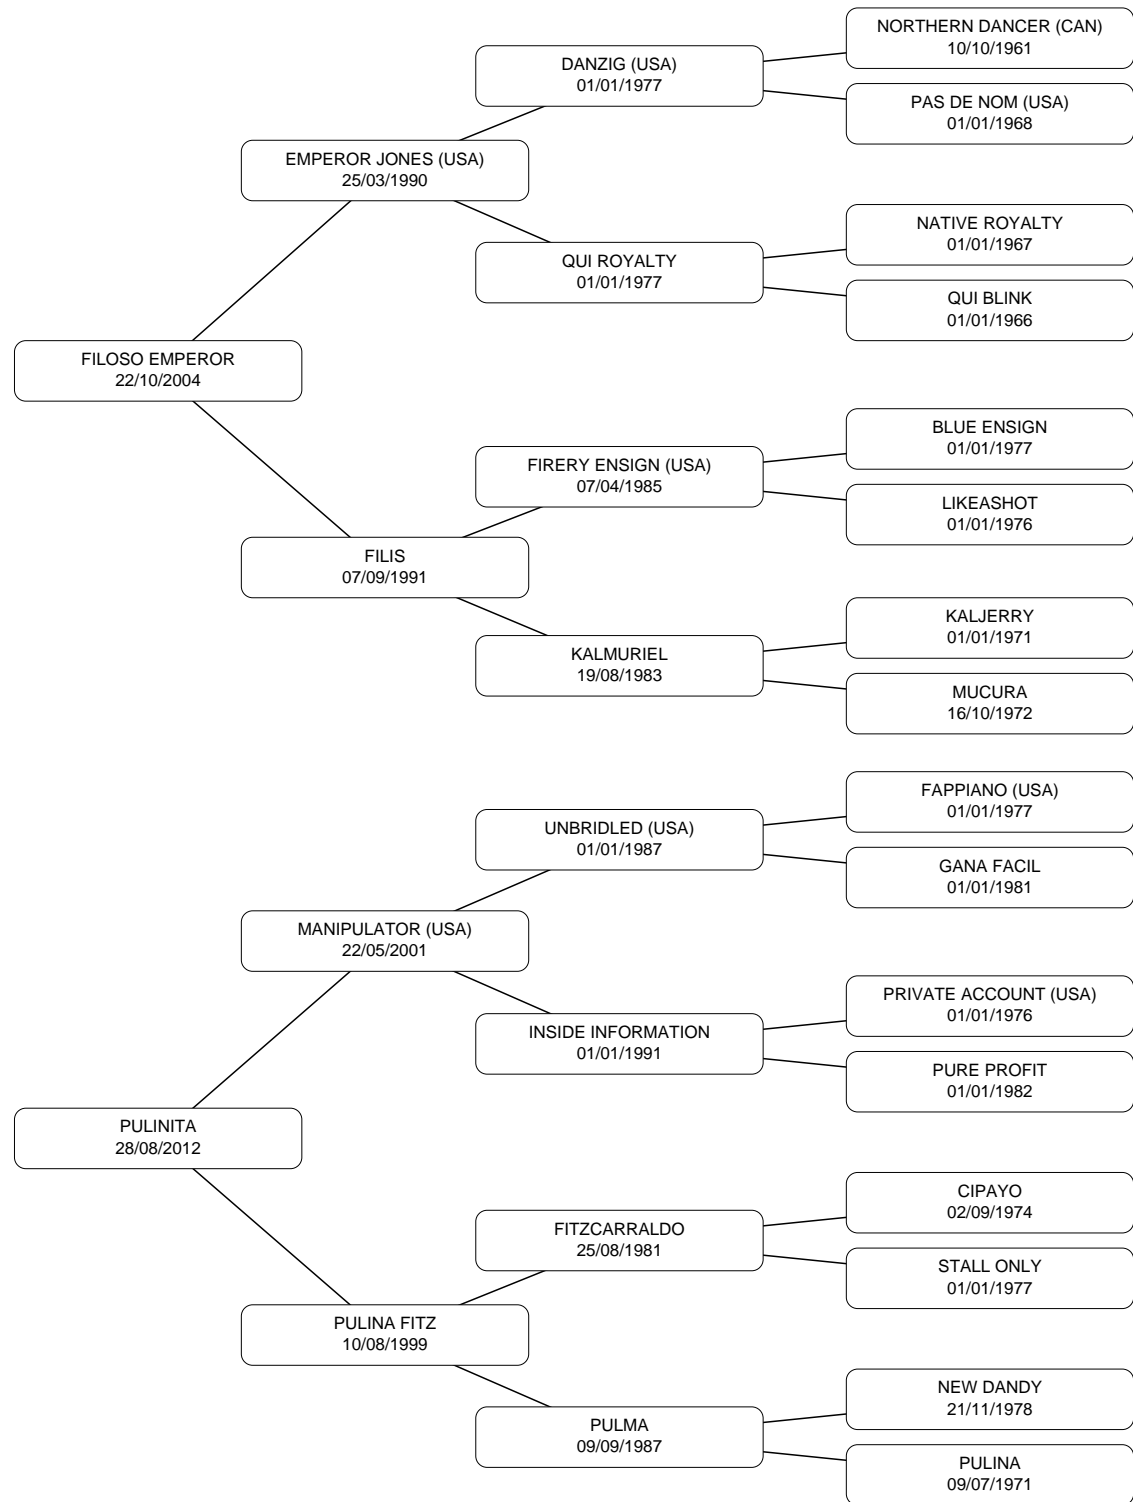 NORTHERN DANCER (CAN)
10/10/1961
DANZIG (USA)
01/01/1977
PAS DE NOM (USA)
01/01/1968
EMPEROR JONES (USA)
25/03/1990
NATIVE ROYALTY
01/01/1967
QUI ROYALTY
01/01/1977
QUI BLINK
01/01/1966
FILOSO EMPEROR
22/10/2004
BLUE ENSIGN
01/01/1977
FIRERY ENSIGN (USA)
07/04/1985
LIKEASHOT
01/01/1976
FILIS
07/09/1991
KALJERRY
01/01/1971
KALMURIEL
19/08/1983
MUCURA
16/10/1972
FAPPIANO (USA)
01/01/1977
UNBRIDLED (USA)
01/01/1987
GANA FACIL
01/01/1981
MANIPULATOR (USA)
22/05/2001
PRIVATE ACCOUNT (USA)
01/01/1976
INSIDE INFORMATION
01/01/1991
PURE PROFIT
01/01/1982
PULINITA
28/08/2012
CIPAYO
02/09/1974
FITZCARRALDO
25/08/1981
STALL ONLY
01/01/1977
PULINA FITZ
10/08/1999
NEW DANDY
21/11/1978
PULMA
09/09/1987
PULINA
09/07/1971